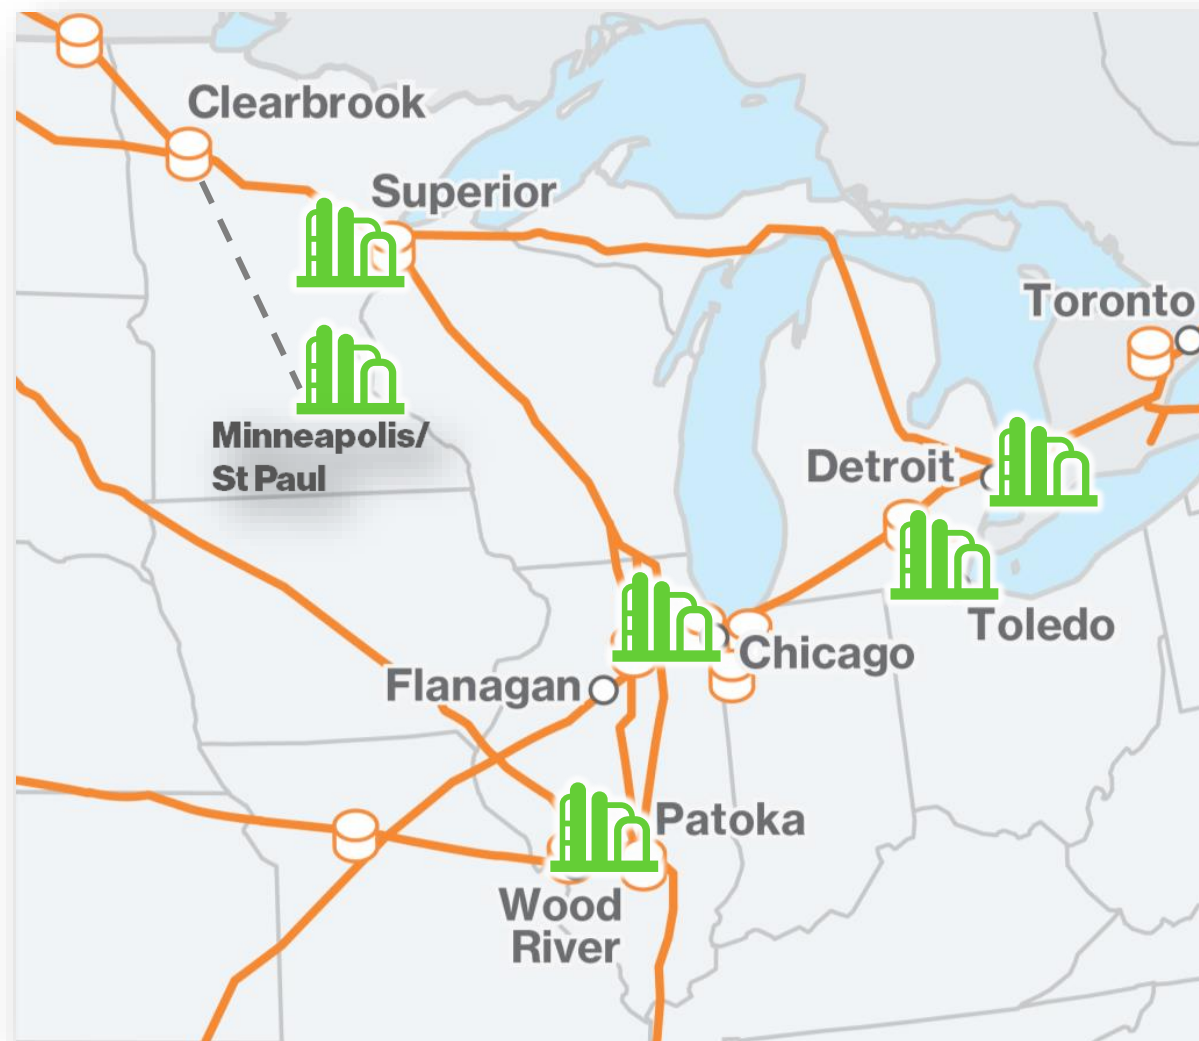 Clearbrook
Superior
Toronto
Minneapolis/
St Paul
Detroit
Toledo
Chicago
Flanagan
Patoka
Wood
River